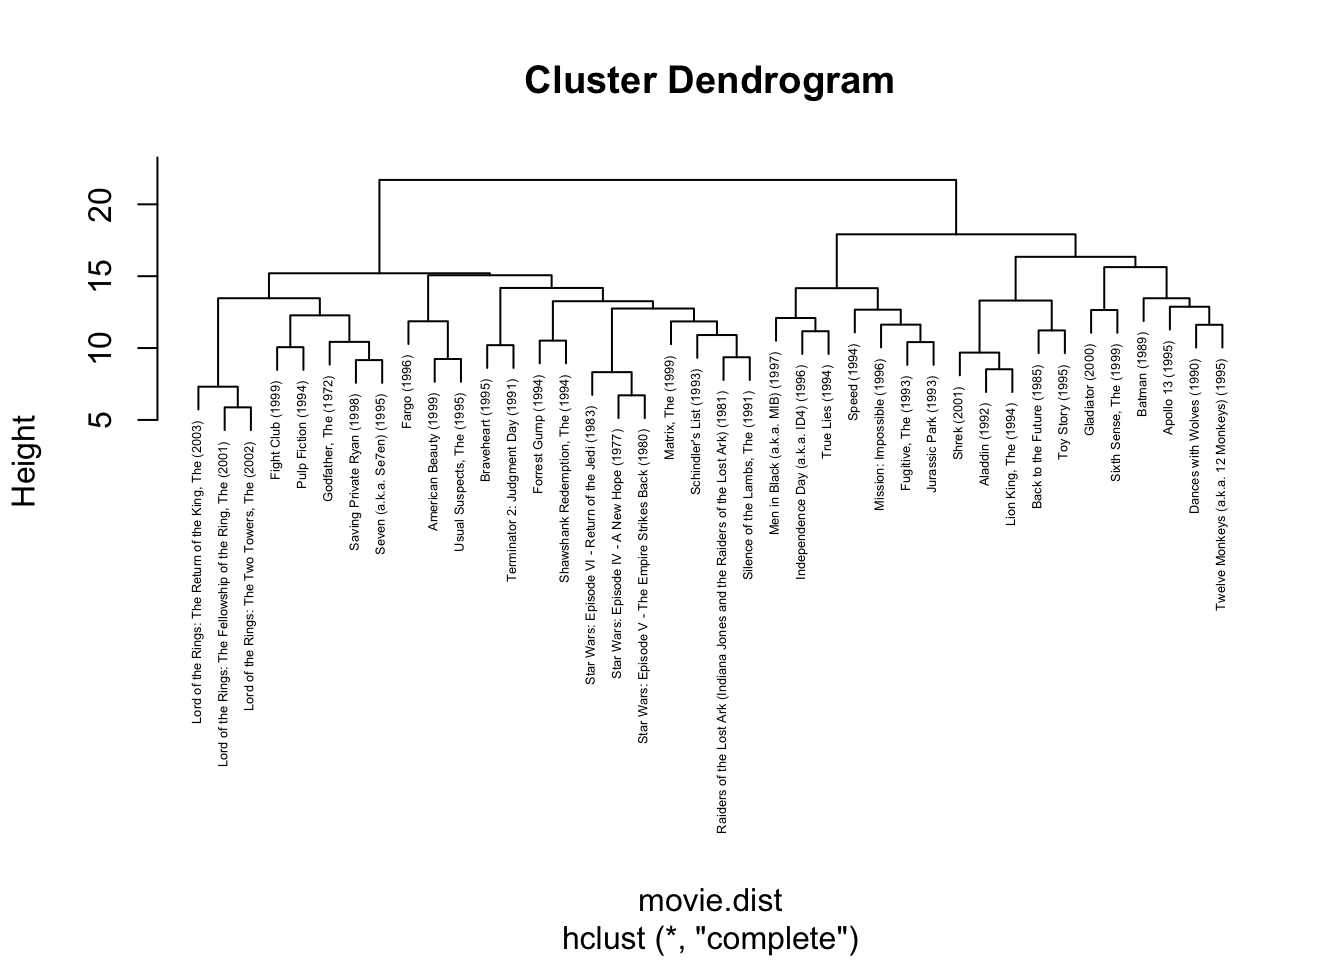 Cluster Dendrogram
Height
20
15
10
5
Lord of the Rings: The Return of the King, The (2003)
Lord of the Rings: The Fellowship of the Ring, The (2001)
Lord of the Rings: The Two Towers, The (2002)
Fight Club (1999)
Pulp Fiction (1994)
Godfather, The (1972)
Saving Private Ryan (1998)
Seven (a.k.a. Se7en) (1995)
Fargo (1996)
American Beauty (1999)
Usual Suspects, The (1995)
Braveheart (1995)
Terminator 2: Judgment Day (1991)
Forrest Gump (1994)
Shawshank Redemption, The (1994)
Star Wars: Episode VI - Return of the Jedi (1983)
Star Wars: Episode IV - A New Hope (1977)
Star Wars: Episode V - The Empire Strikes Back (1980)
Matrix, The (1999)
Schindler's List (1993)
Raiders of the Lost Ark (Indiana Jones and the Raiders of the Lost Ark) (1981)
Silence of the Lambs, The (1991)
Men in Black (a.k.a. MIB) (1997)
Independence Day (a.k.a. ID4) (1996)
True Lies (1994)
Speed (1994)
Mission: Impossible (1996)
Fugitive, The (1993)
Jurassic Park (1993)
Shrek (2001)
Aladdin (1992)
Lion King, The (1994)
Back to the Future (1985)
Toy Story (1995)
Gladiator (2000)
Sixth Sense, The (1999)
Batman (1989)
Apollo 13 (1995)
Dances with Wolves (1990)
Twelve Monkeys (a.k.a. 12 Monkeys) (1995)
movie.dist
hclust (*, "complete")